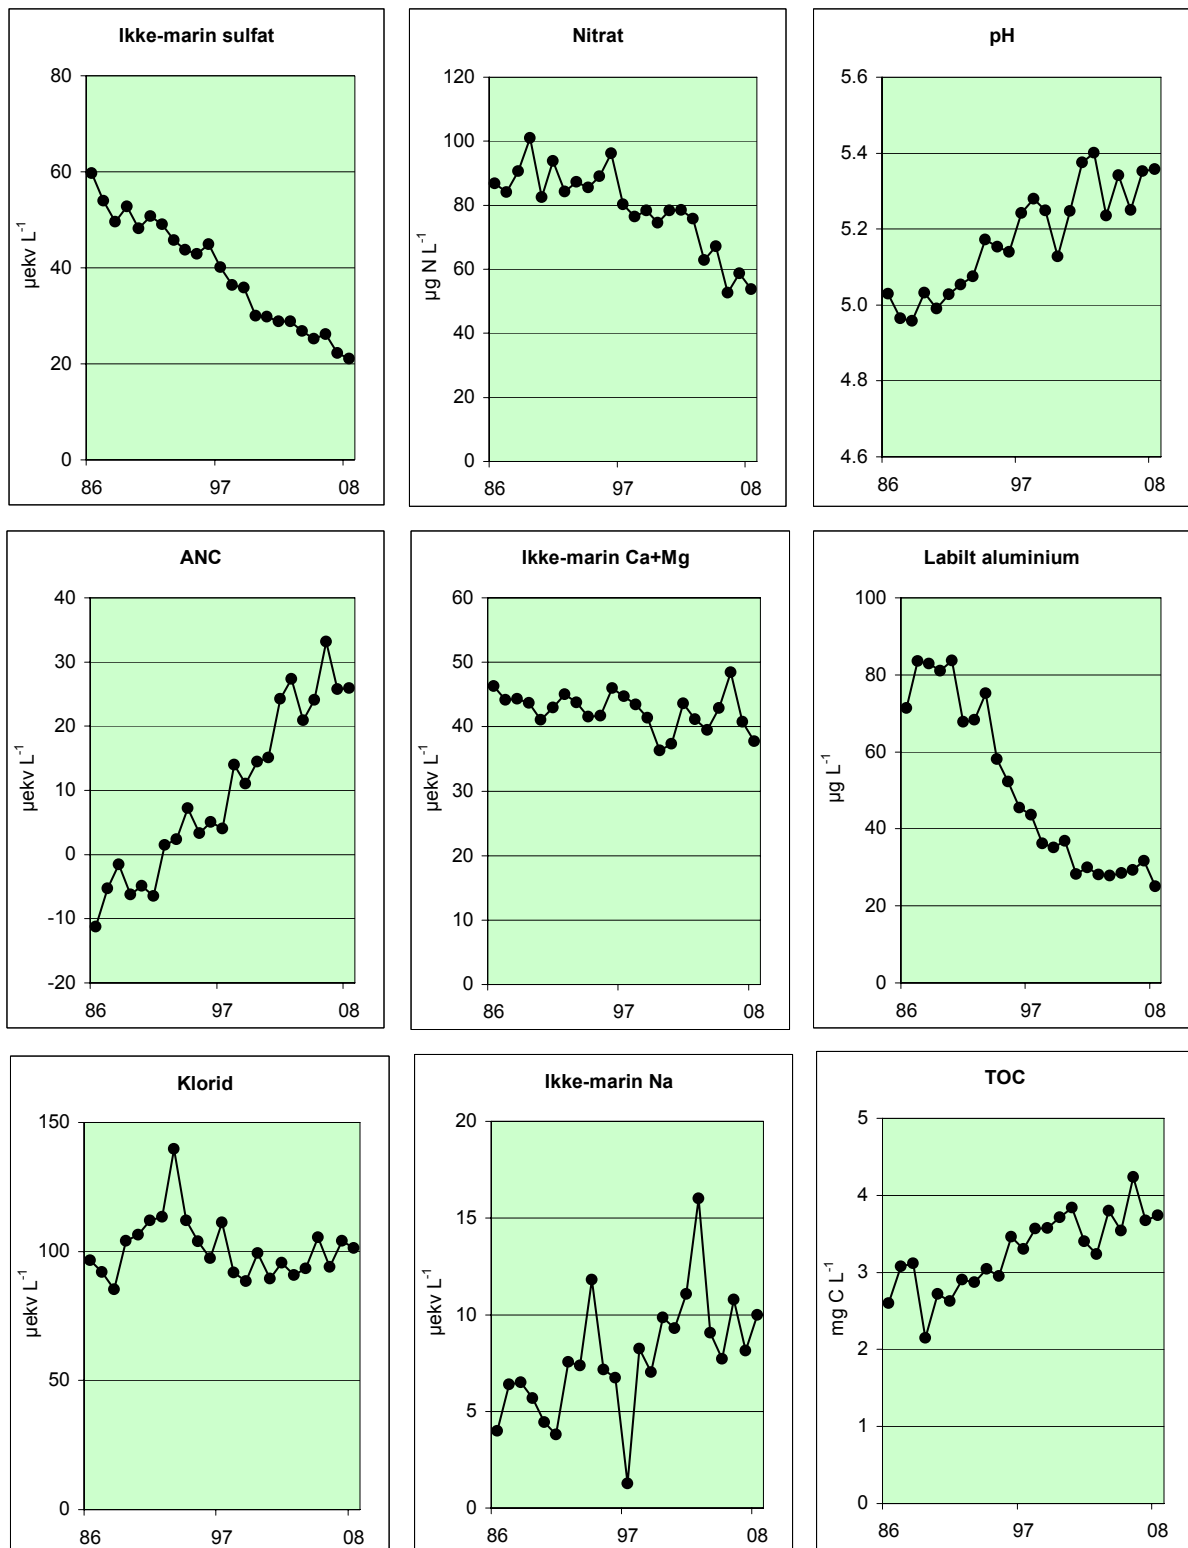 Ikke-marin sulfat
80
60
40
20
0
µekv L-1
86 97 08
Nitrat
120
100
80
60
40
20
0
µg N L-1
86 97 08
pH
5.6
5.4
5.2
5.0
4.8
4.6
86 97 08
ANC
40
30
20
10
0
-10
-20
µekv L-1
86 97 08
Ikke-marin Ca+Mg
60
50
40
30
20
10
0
µekv L-1
86 97 08
Labilt aluminium
100
80
60
40
20
0
µg L-1
86 97 08
Klorid
150
100
50
0
µekv L-1
86 97 08
Ikke-marin Na
20
15
10
5
0
µekv L-1
86 97 08
TOC
5
4
3
2
1
0
mg C L-1
86 97 08